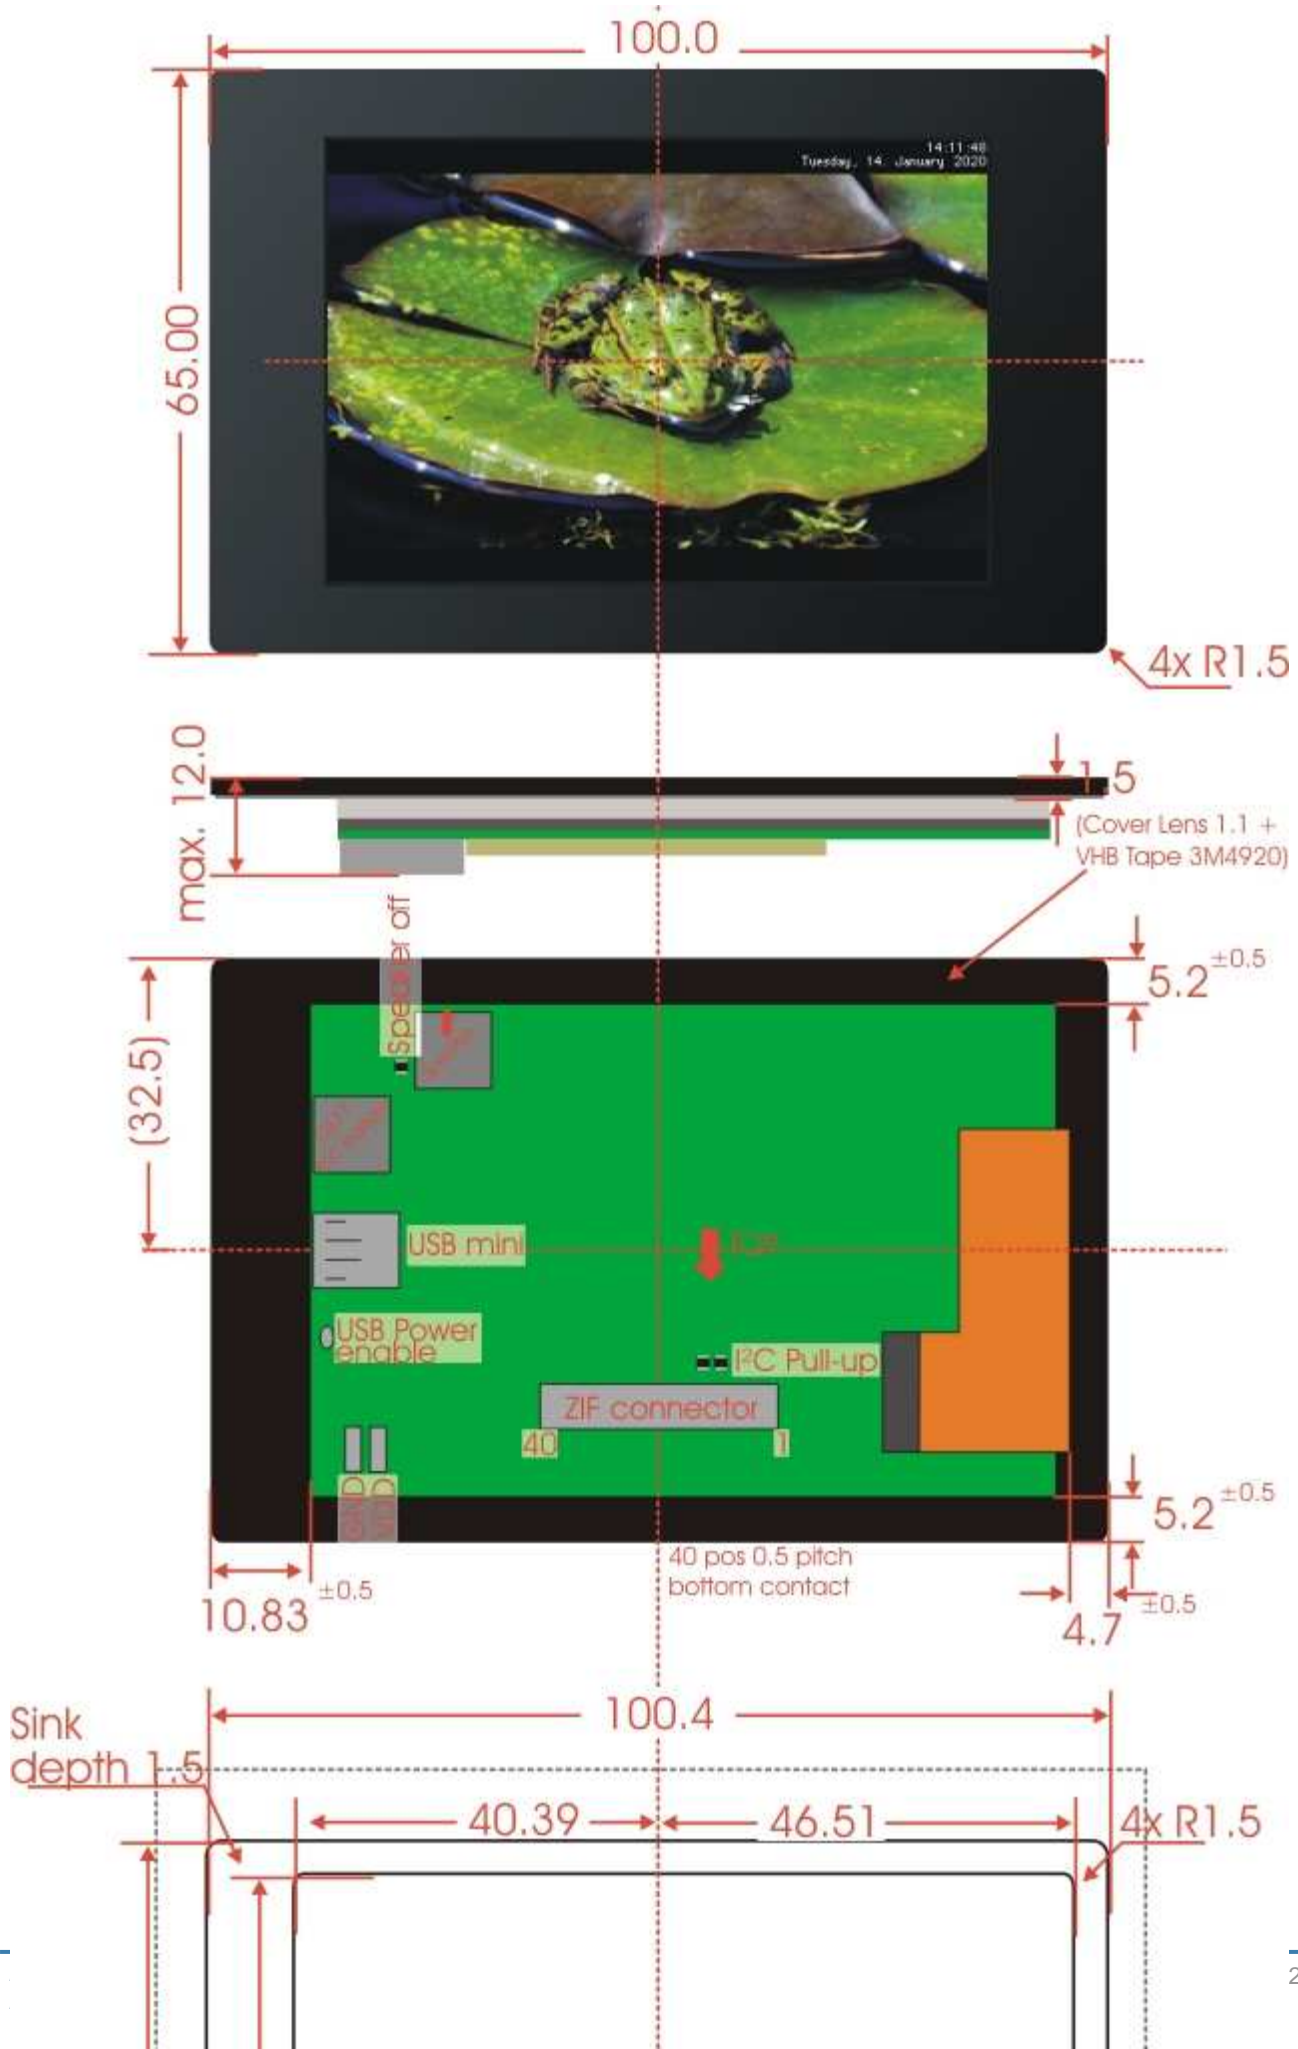 100.0
14:11:48
Tuesday, 14. January 2020
65.00
4x R1.5
max. 12.0
1.5
(Cover Lens 1.1 +
VHB Tape 3M4920)
Speaker off
5.2 ±0.5
(32.5)
USB mini
USB Power
enable
I²C Pull-up
ZIF connector
40
1
GND
VDD
5.2 ±0.5
40 pos 0.5 pitch
bottom contact
10.83 ±0.5
4.7 ±0.5
100.4
Sink
depth 1.5
40.39
46.51
4x R1.5
2